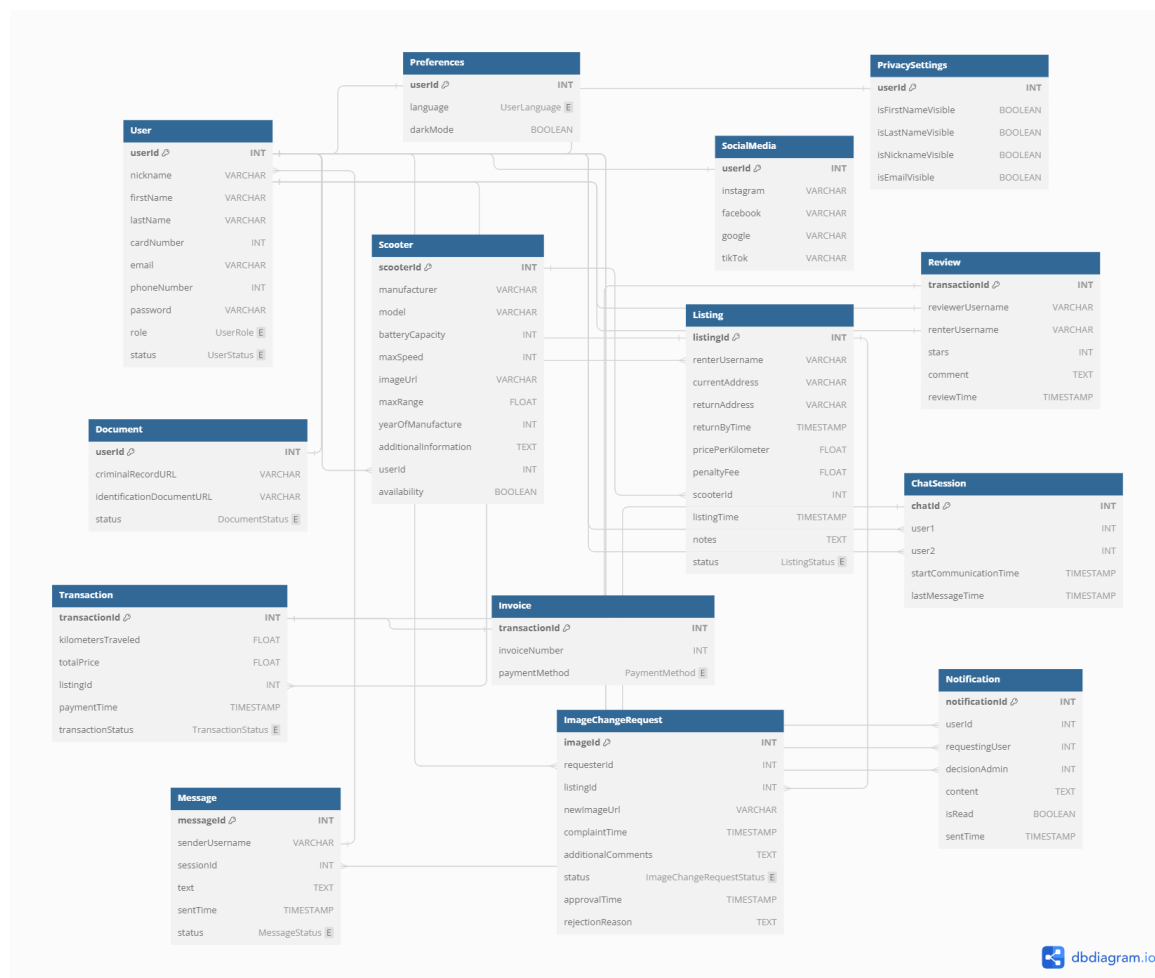 Preferences
userId INT
language UserLanguage E
darkMode BOOLEAN
PrivacySettings
userId INT
isFirstNameVisible BOOLEAN
isLastNameVisible BOOLEAN
isNicknameVisible BOOLEAN
isEmailVisible BOOLEAN
User
userId INT
nickname VARCHAR
firstName VARCHAR
lastName VARCHAR
cardNumber INT
email VARCHAR
phoneNumber INT
password VARCHAR
role UserRole E
status UserStatus E
SocialMedia
userId INT
instagram VARCHAR
facebook VARCHAR
google VARCHAR
tikTok VARCHAR
Scooter
scooterId INT
manufacturer VARCHAR
model VARCHAR
batteryCapacity INT
maxSpeed INT
imageUrl VARCHAR
maxRange FLOAT
yearOfManufacture INT
additionalInformation TEXT
userId INT
availability BOOLEAN
Review
transactionId INT
reviewerUsername VARCHAR
renterUsername VARCHAR
stars INT
comment TEXT
reviewTime TIMESTAMP
Listing
listingId INT
renterUsername VARCHAR
currentAddress VARCHAR
returnAddress VARCHAR
returnByTime TIMESTAMP
pricePerKilometer FLOAT
penaltyFee FLOAT
scooterId INT
listingTime TIMESTAMP
notes TEXT
status ListingStatus E
Document
userId INT
criminalRecordURL VARCHAR
identificationDocumentURL VARCHAR
status DocumentStatus E
ChatSession
chatId INT
user1 INT
user2 INT
startCommunicationTime TIMESTAMP
lastMessageTime TIMESTAMP
Transaction
transactionId INT
kilometersTraveled FLOAT
totalPrice FLOAT
listingId INT
paymentTime TIMESTAMP
transactionStatus TransactionStatus E
Invoice
transactionId INT
invoiceNumber INT
paymentMethod PaymentMethod E
Notification
notificationId INT
userId INT
requestingUser INT
decisionAdmin INT
content TEXT
isRead BOOLEAN
sentTime TIMESTAMP
ImageChangeRequest
imageId INT
requesterId INT
listingId INT
newImageUrl VARCHAR
complaintTime TIMESTAMP
additionalComments TEXT
status ImageChangeRequestStatus E
approvalTime TIMESTAMP
rejectionReason TEXT
Message
messageId INT
senderUsername VARCHAR
sessionId INT
text TEXT
sentTime TIMESTAMP
status MessageStatus E
dbdiagram.io